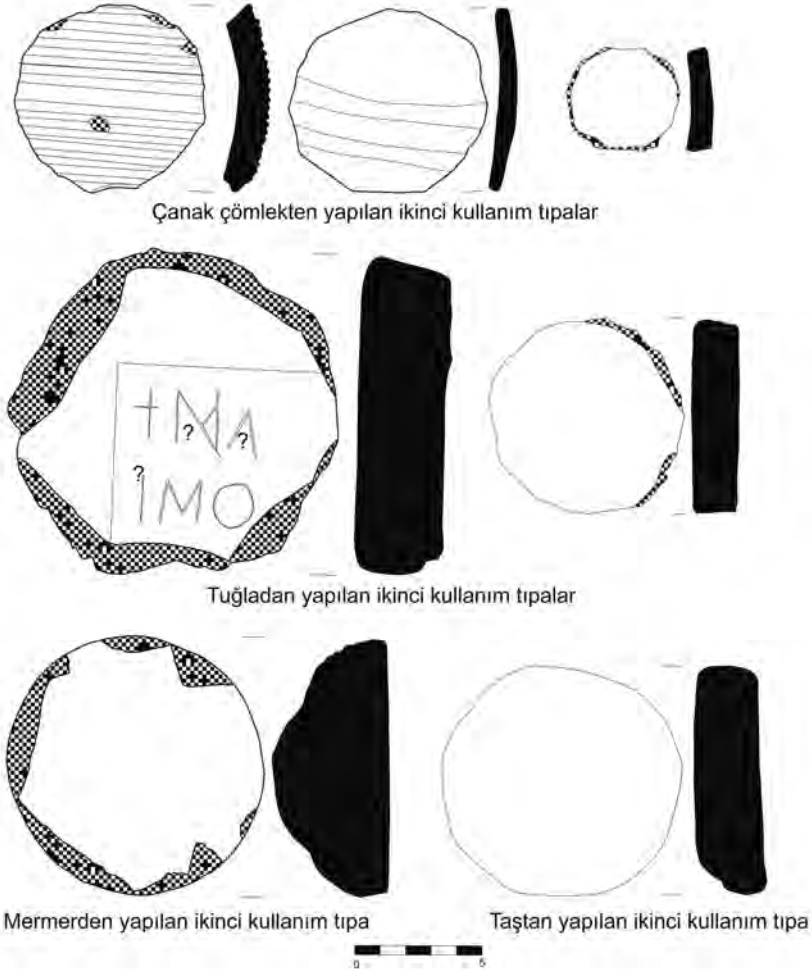 Çanak çömlekten yapılan ikinci kullanım tıpalar
† N A
? ?
?
I M O
Tuğladan yapılan ikinci kullanım tıpalar
Mermerden yapılan ikinci kullanım tıpa
Taştan yapılan ikinci kullanım tıpa
0 5